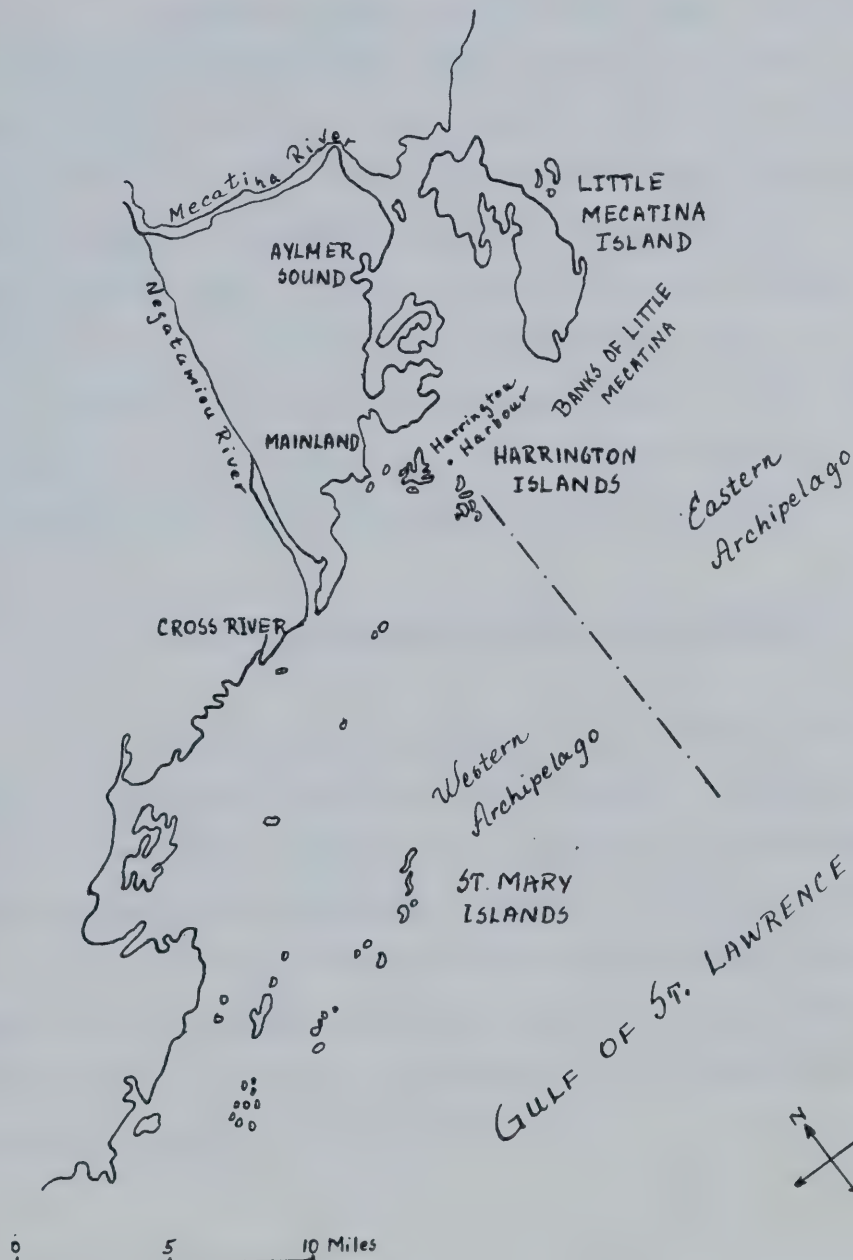 Mecatina River
LITTLE
MECATINA
ISLAND
AYLMER
SOUND
Negatamiou River
BANKS OF LITTLE
MECATINA
Harrington
Harbour
MAINLAND
HARRINGTON
ISLANDS
Eastern
Archipelago
CROSS RIVER
Western
Archipelago
ST. MARY
ISLANDS
GULF OF ST. LAWRENCE
N
0 5 10 Miles